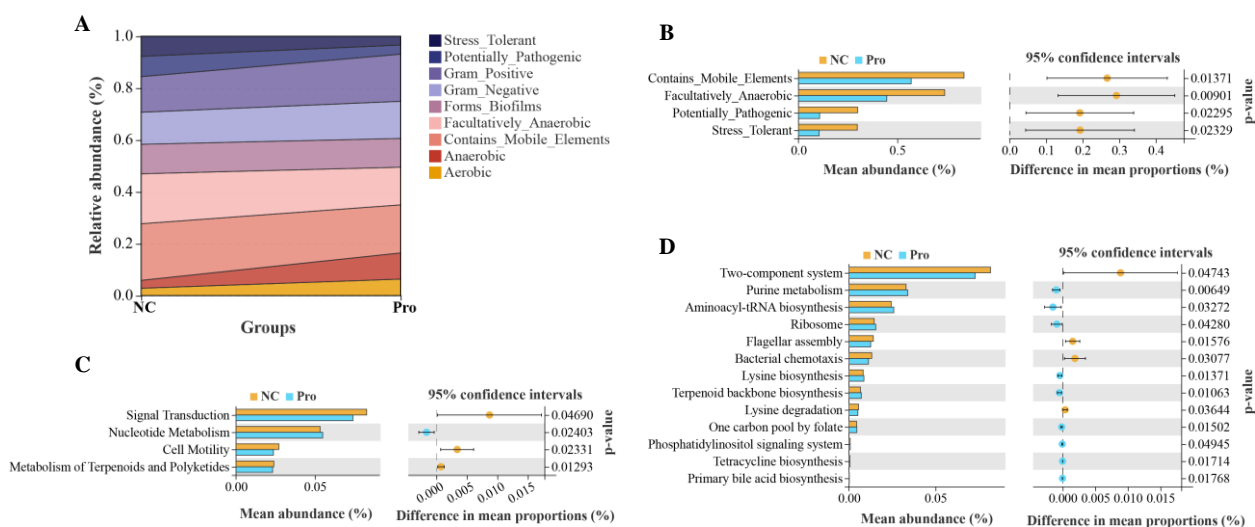 A
Relative abundance (%)
1.0
0.8
0.6
0.4
0.2
0.0
NC
Pro
Groups
Stress_Tolerant
Potentially_Pathogenic
Gram_Positive
Gram_Negative
Forms_Biofilms
Facultatively_Anaerobic
Contains_Mobile_Elements
Anaerobic
Aerobic
B
NC Pro
95% confidence intervals
Contains_Mobile_Elements 0.01371
Facultatively_Anaerobic 0.00901
Potentially_Pathogenic 0.02295
Stress_Tolerant 0.02329
p-value
0.0 0.5 0.0 0.1 0.2 0.3 0.4
Mean abundance (%) Difference in mean proportions (%)
C
NC Pro
95% confidence intervals
Signal Transduction 0.04690
Nucleotide Metabolism 0.02403
Cell Motility 0.02331
Metabolism of Terpenoids and Polyketides 0.01293
p-value
0.00 0.05 0.000 0.005 0.010 0.015
Mean abundance (%) Difference in mean proportions (%)
D
NC Pro
95% confidence intervals
Two-component system 0.04743
Purine metabolism 0.00649
Aminoacyl-tRNA biosynthesis 0.03272
Ribosome 0.04280
Flagellar assembly 0.01576
Bacterial chemotaxis 0.03077
Lysine biosynthesis 0.01371
Terpenoid backbone biosynthesis 0.01063
Lysine degradation 0.03644
One carbon pool by folate 0.01502
Phosphatidylinositol signaling system 0.04945
Tetracycline biosynthesis 0.01714
Primary bile acid biosynthesis 0.01768
p-value
0.00 0.05 0.000 0.005 0.010 0.015
Mean abundance (%) Difference in mean proportions (%)